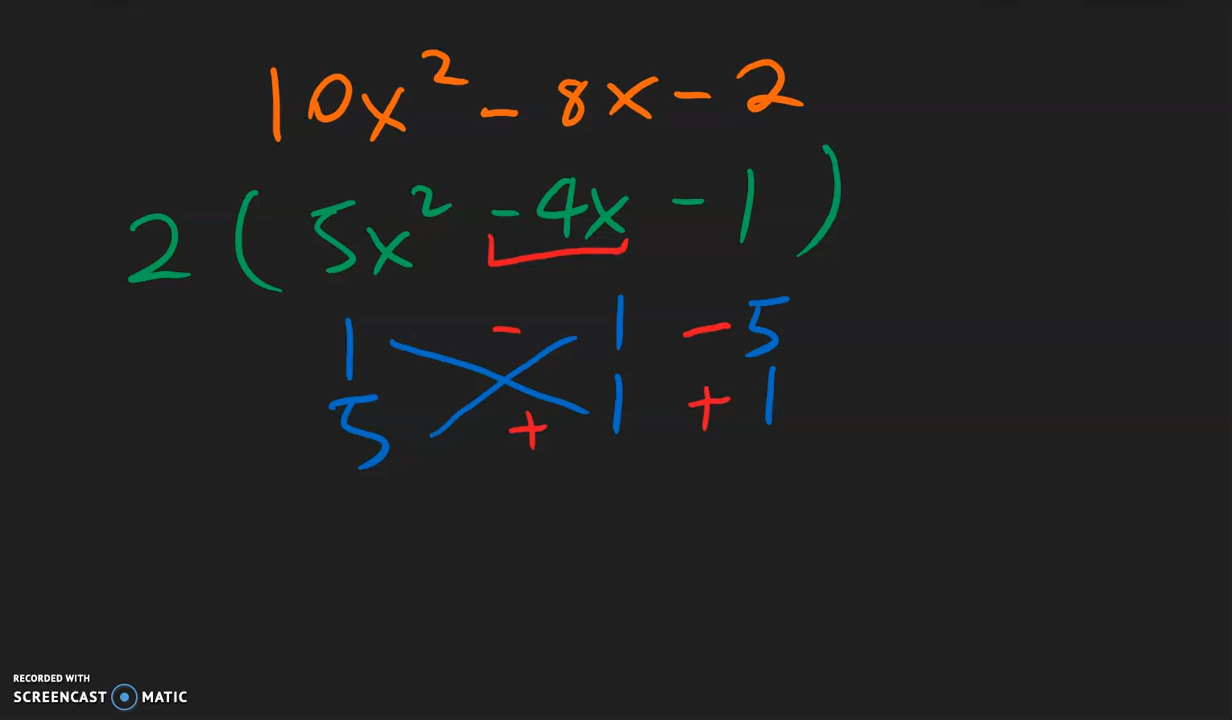 10x² - 8x - 2
2 ( 5x² - 4x - 1 )
1 - 1 - 5
5 + 1 + 1
RECORDED WITH
SCREENCAST MATIC